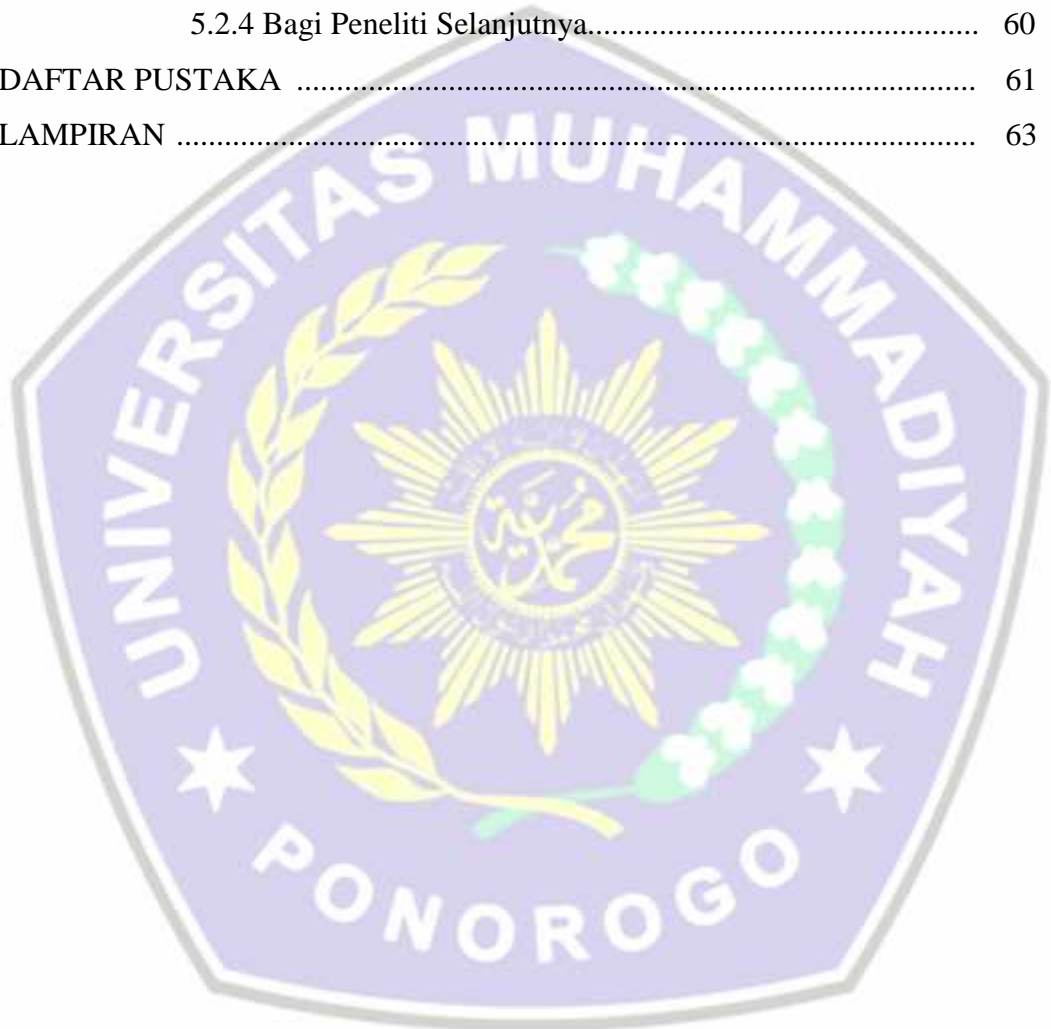 5.2.4 Bagi Peneliti Selanjutnya................................................. 60
DAFTAR PUSTAKA ..................................................................................... 61
LAMPIRAN .................................................................................................... 63
UNIVERSITAS MUHAMMADIYAH
PONOROGO